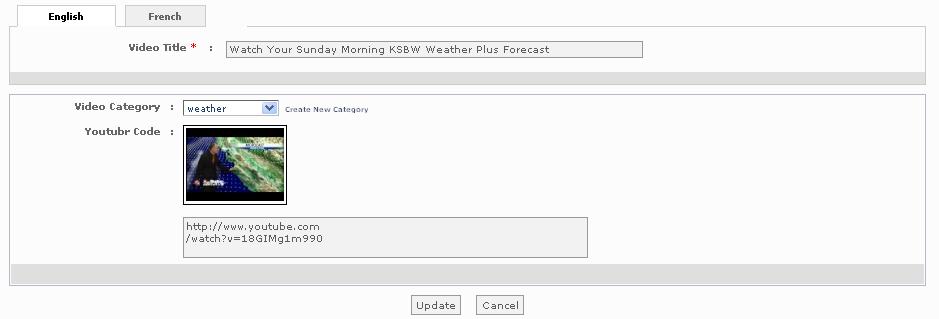 English French
Video Title * : Watch Your Sunday Morning KSBW Weather Plus Forecast
Video Category : weather Create New Category
Youtubr Code :
http://www.youtube.com
/watch?v=18GIMg1m990
Update Cancel